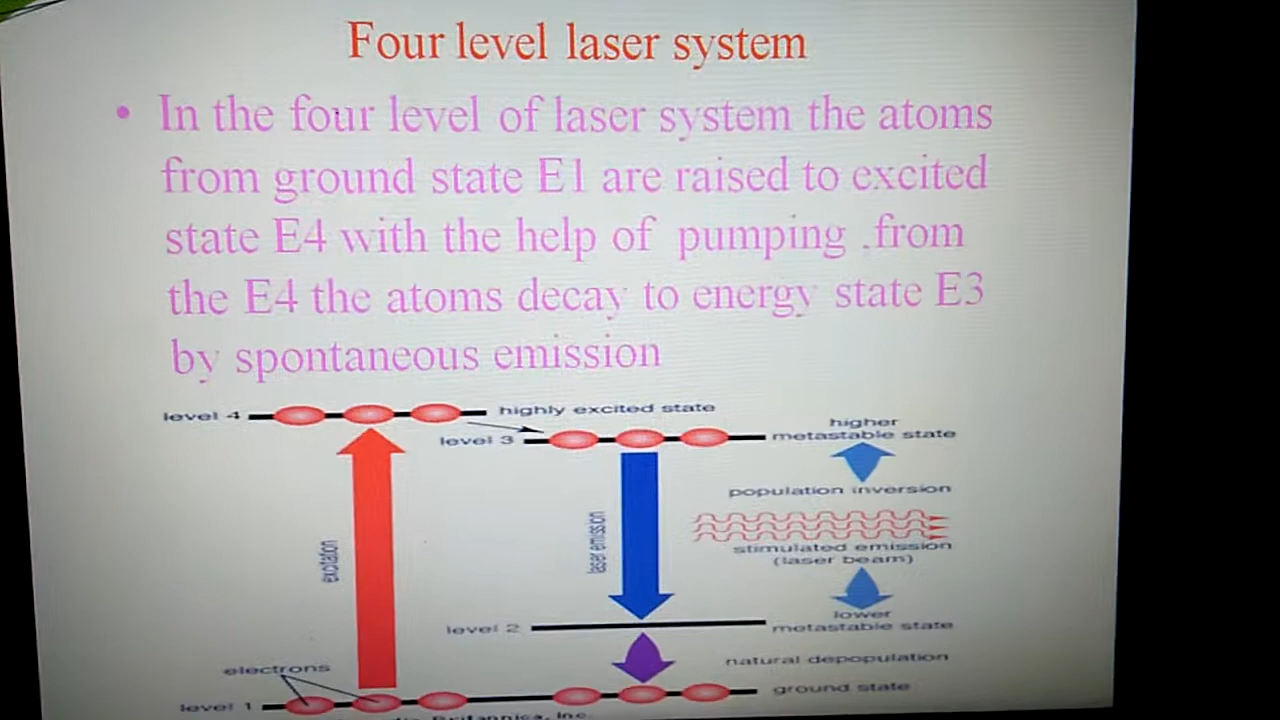 Four level laser system
• In the four level of laser system the atoms
from ground state E1 are raised to excited
state E4 with the help of pumping .from
the E4 the atoms decay to energy state E3
by spontaneous emission
level 4
highly excited state
level 3
higher
metastable state
population inversion
excitation
laser emission
stimulated emission
(laser beam)
lower
metastable state
level 2
natural depopulation
electrons
level 1
ground state
Britannica, Inc.